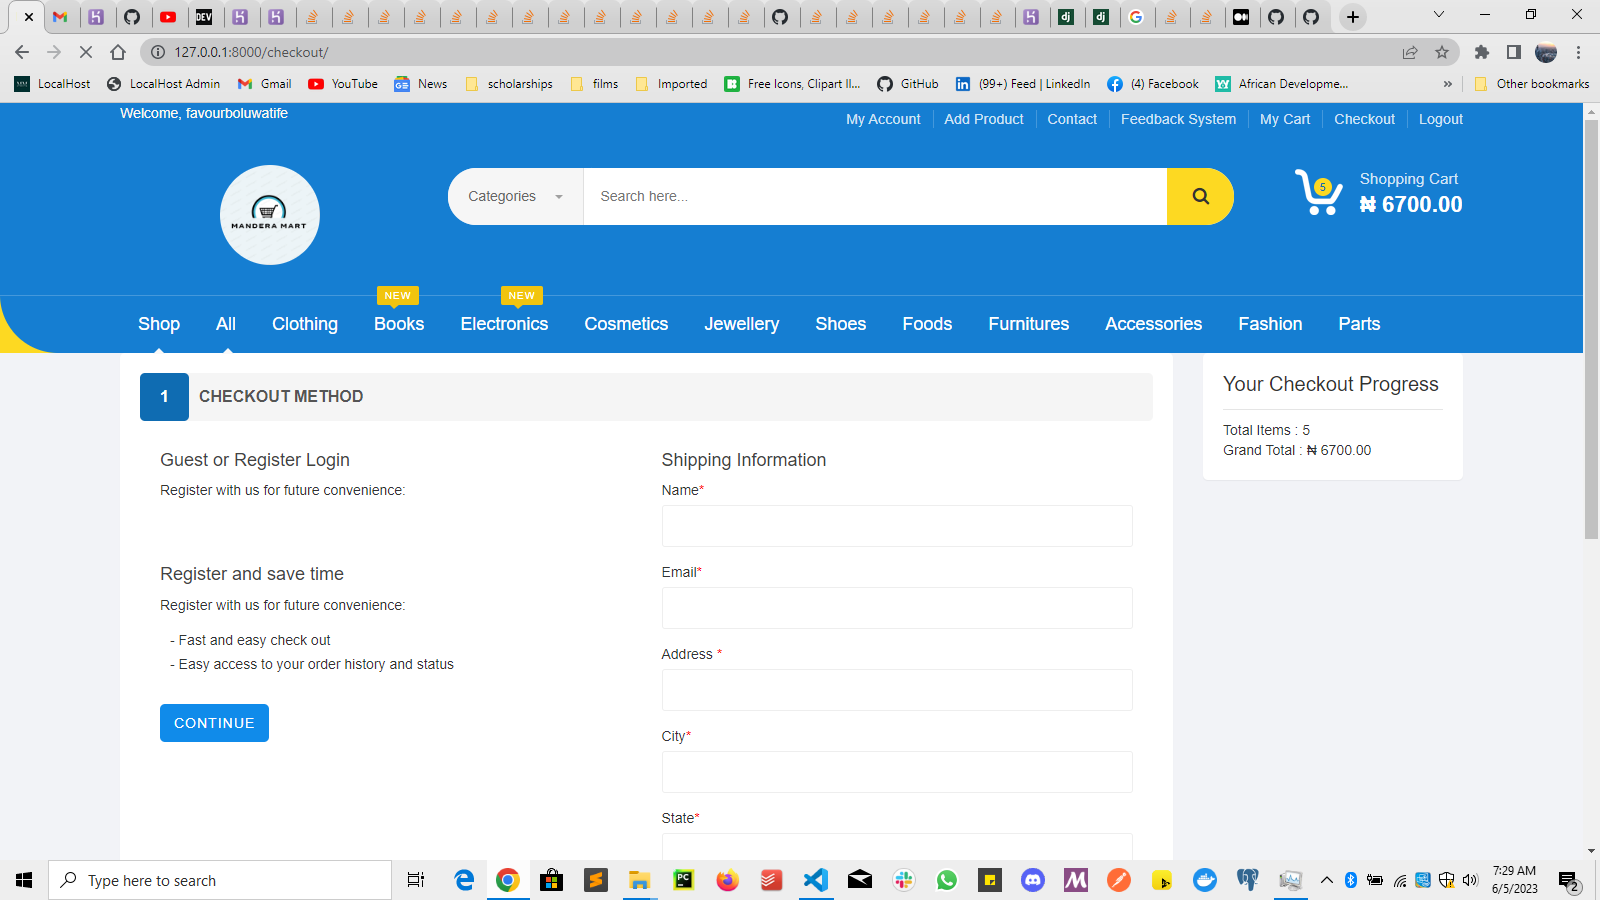 DEV
dj
dj
127.0.0.1:8000/checkout/
LocalHost
LocalHost Admin
Gmail
YouTube
News
scholarships
films
Imported
Free Icons, Clipart Il...
GitHub
(99+) Feed | LinkedIn
(4) Facebook
African Developme...
»
Other bookmarks
Welcome, favourboluwatife
My Account
Add Product
Contact
Feedback System
My Cart
Checkout
Logout
MANDERA MART
Categories
Search here...
5
Shopping Cart
₦ 6700.00
NEW
NEW
Shop
All
Clothing
Books
Electronics
Cosmetics
Jewellery
Shoes
Foods
Furnitures
Accessories
Fashion
Parts
1
CHECKOUT METHOD
Your Checkout Progress
Total Items : 5
Grand Total : ₦ 6700.00
Guest or Register Login
Register with us for future convenience:
Register and save time
Register with us for future convenience:
- Fast and easy check out
- Easy access to your order history and status
CONTINUE
Shipping Information
Name*
Email*
Address *
City*
State*
Type here to search
7:29 AM
6/5/2023
2